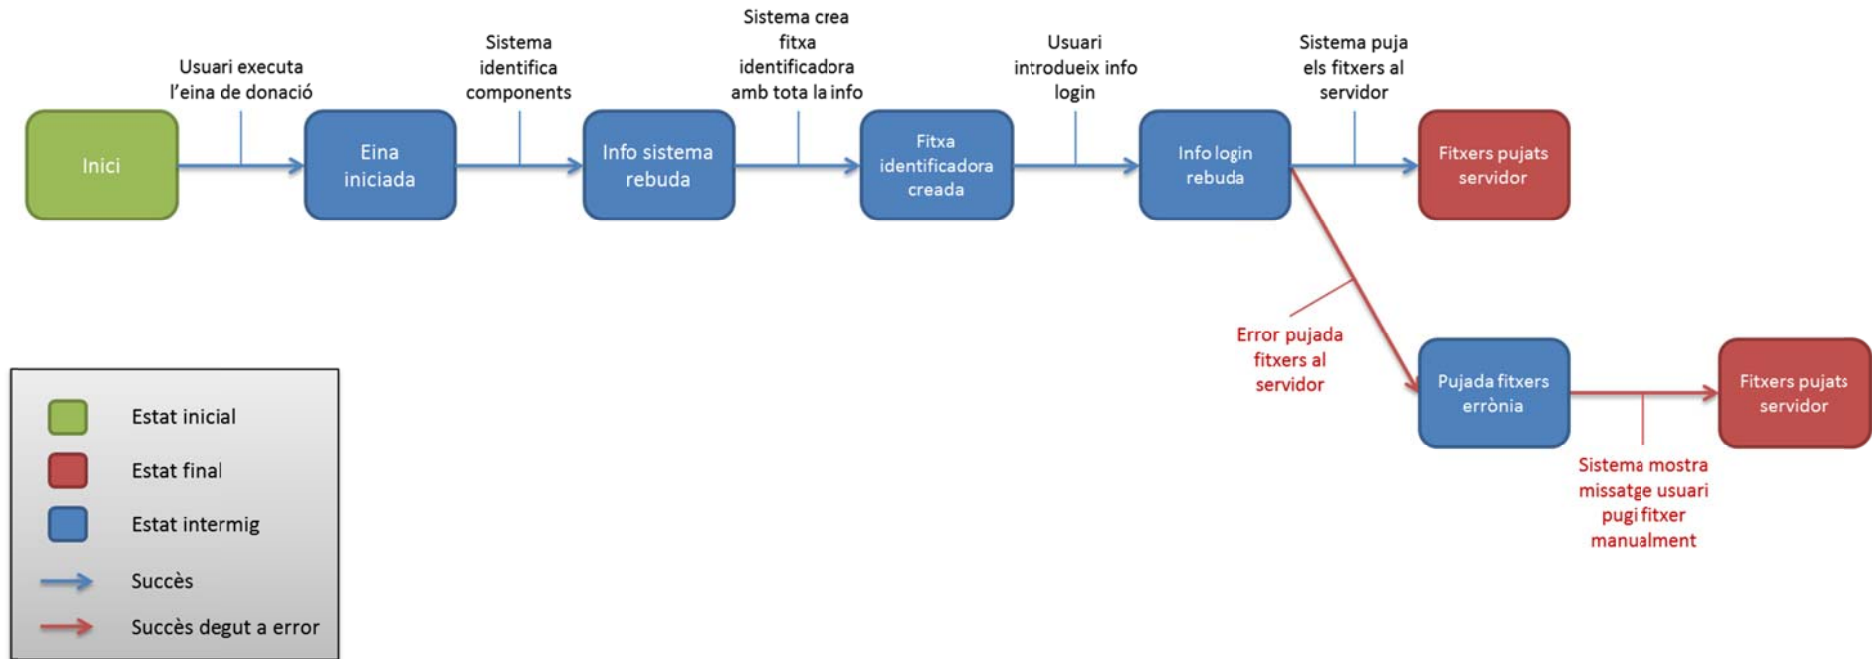 Usuari executa
l'eina de donació
Sistema
identifica
components
Sistema crea
fitxa
identificadora
amb tota la info
Usuari
introdueix info
login
Sistema puja
els fitxers al
servidor
Inici
Eina
iniciada
Info sistema
rebuda
Fitxa
identificadora
creada
Info login
rebuda
Fitxers pujats
servidor
Error pujada
fitxers al
servidor
Pujada fitxers
errònia
Fitxers pujats
servidor
Sistema mostra
missatge usuari
pugi fitxer
manualment
Estat inicial
Estat final
Estat intermig
Succès
Succès degut a error